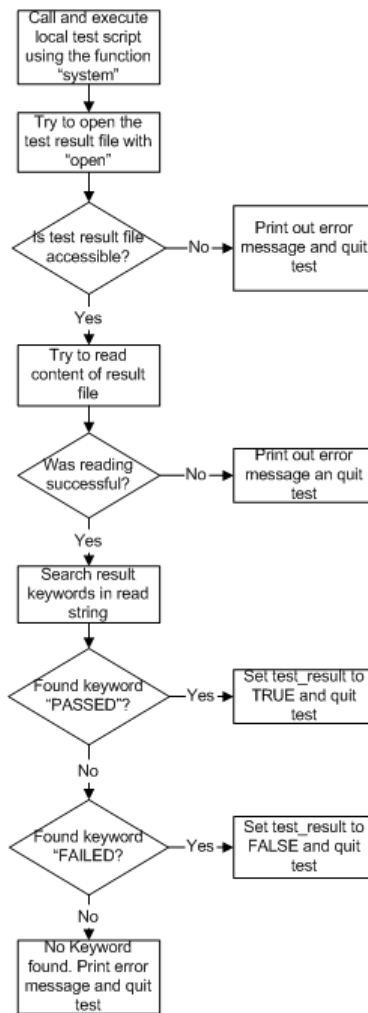 Call and execute
local test script
using the function
“system”
Try to open the
test result file with
“open”
Is test result file
accessible?
No
Print out error
message and quit
test
Yes
Try to read
content of result
file
Was reading
successful?
No
Print out error
message an quit
test
Yes
Search result
keywords in read
string
Found keyword
“PASSED”?
Yes
Set test_result to
TRUE and quit
test
No
Found keyword
“FAILED?
Yes
Set test_result to
FALSE and quit
test
No
No Keyword
found. Print error
message and quit
test